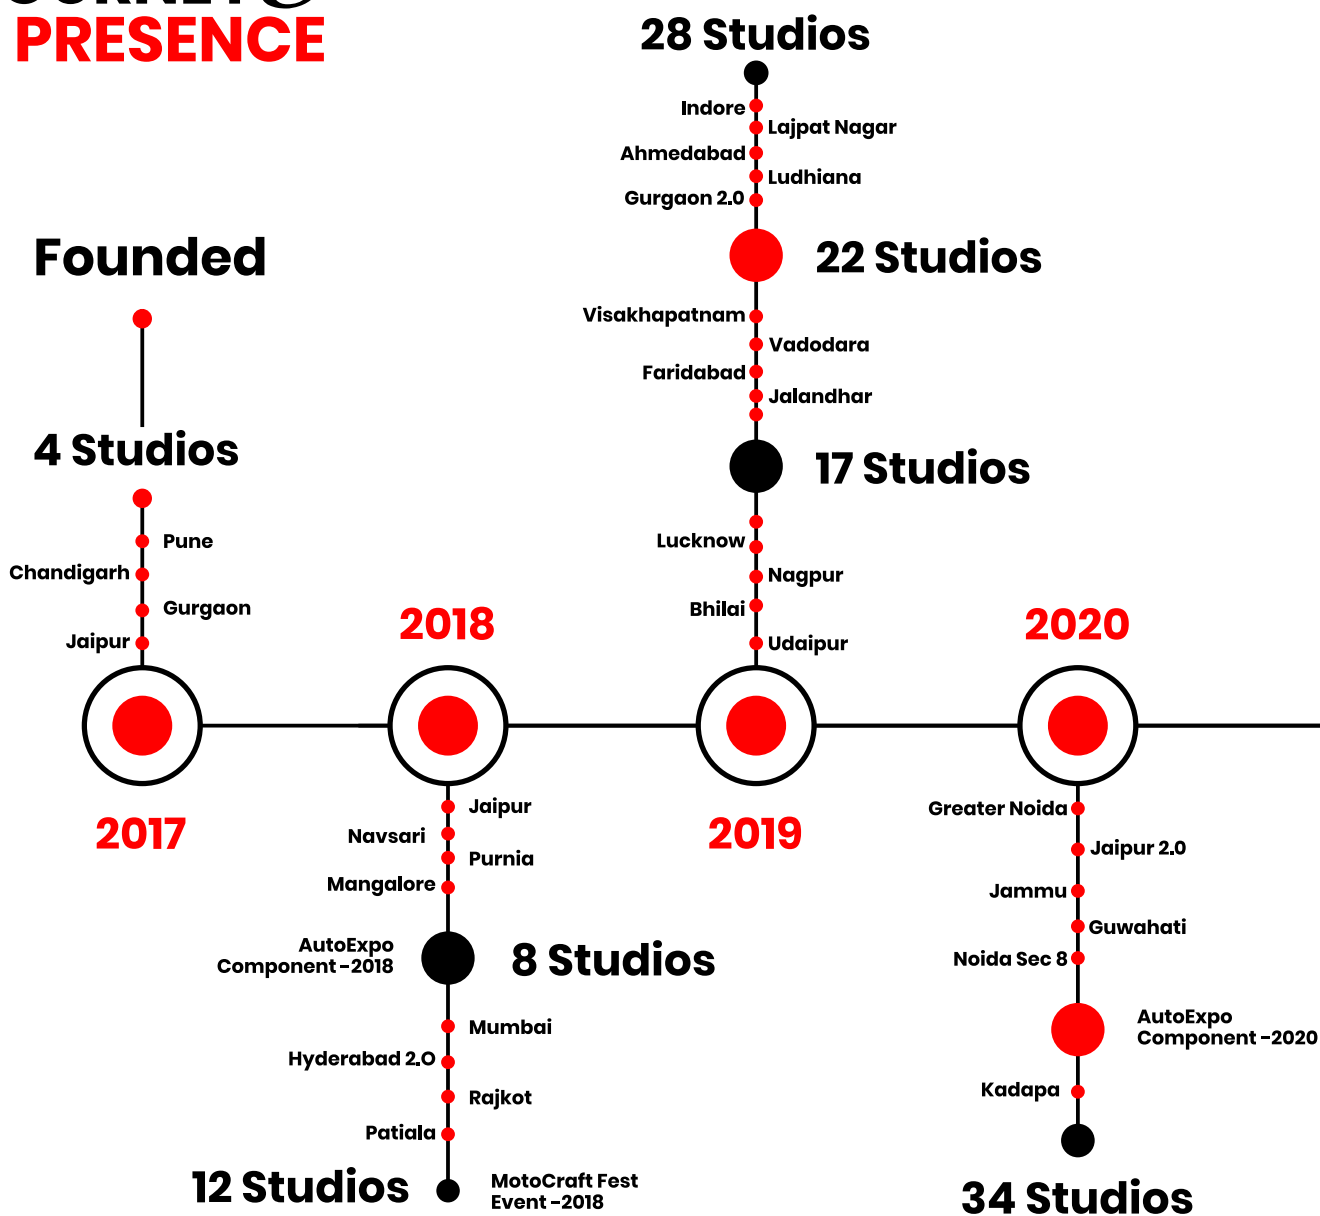 PRESENCE
Founded
4 Studios
Pune
Chandigarh
Gurgaon
Jaipur
2017
2018
Jaipur
Navsari
Purnia
Mangalore
AutoExpo
Component -2018
8 Studios
Mumbai
Hyderabad 2.O
Rajkot
Patiala
12 Studios
MotoCraft Fest
Event -2018
28 Studios
Indore
Lajpat Nagar
Ahmedabad
Ludhiana
Gurgaon 2.0
22 Studios
Visakhapatnam
Vadodara
Faridabad
Jalandhar
17 Studios
Lucknow
Nagpur
Bhilai
Udaipur
2019
2020
Greater Noida
Jaipur 2.0
Jammu
Guwahati
Noida Sec 8
AutoExpo
Component -2020
Kadapa
34 Studios